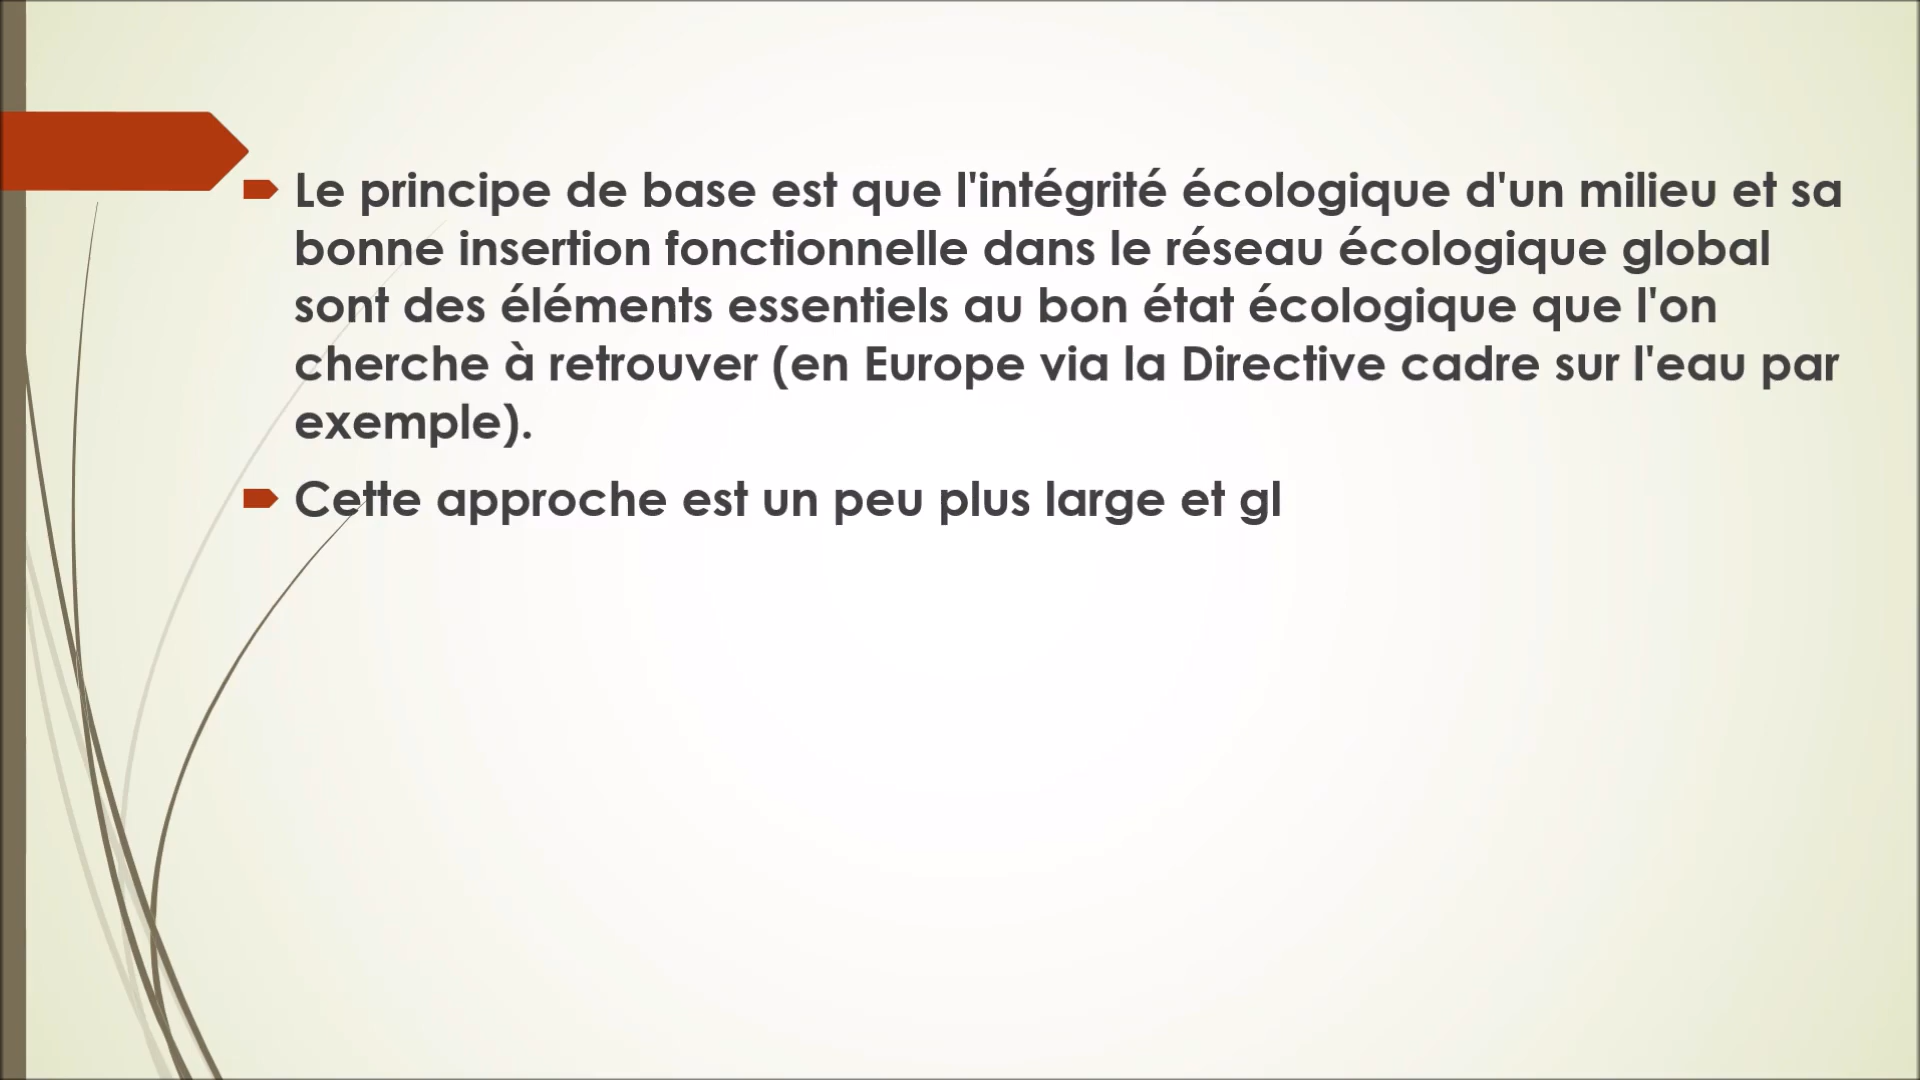 Le principe de base est que l'intégrité écologique d'un milieu et sa
bonne insertion fonctionnelle dans le réseau écologique global
sont des éléments essentiels au bon état écologique que l'on
cherche à retrouver (en Europe via la Directive cadre sur l'eau par
exemple).
Cette approche est un peu plus large et gl